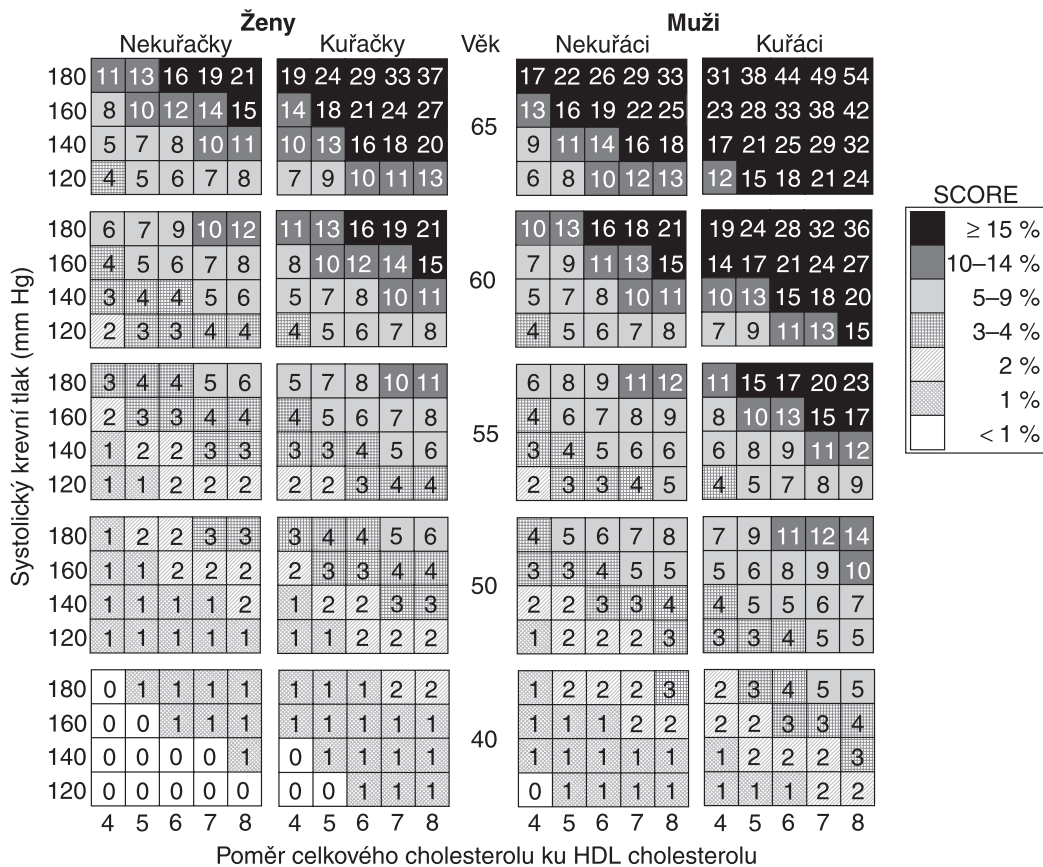 Ženy Muži
Nekuřačky Kuřačky Věk Nekuřáci Kuřáci
180 11 13 16 19 21 19 24 29 33 37 17 22 26 29 33 31 38 44 49 54
160 8 10 12 14 15 14 18 21 24 27 13 16 19 22 25 23 28 33 38 42
65
140 5 7 8 10 11 10 13 16 18 20 9 11 14 16 18 17 21 25 29 32
120 4 5 6 7 8 7 9 10 11 13 6 8 10 12 13 12 15 18 21 24
180 6 7 9 10 12 11 13 16 19 21 10 13 16 18 21 19 24 28 32 36
160 4 5 6 7 8 8 10 12 14 15 7 9 11 13 15 14 17 21 24 27
60
140 3 4 4 5 6 5 7 8 10 11 5 7 8 10 11 10 13 15 18 20
120 2 3 3 4 4 4 5 6 7 8 4 5 6 7 8 7 9 11 13 15
180 3 4 4 5 6 5 7 8 10 11 6 8 9 11 12 11 15 17 20 23
160 2 3 3 4 4 4 5 6 7 8 4 6 7 8 9 8 10 13 15 17
55
140 1 2 2 3 3 3 3 4 5 6 3 4 5 6 6 6 8 9 11 12
120 1 1 2 2 2 2 2 3 4 4 2 3 3 4 5 4 5 7 8 9
180 1 2 2 3 3 3 4 4 5 6 4 5 6 7 8 7 9 11 12 14
160 1 1 2 2 2 2 3 3 4 4 3 3 4 5 5 5 6 8 9 10
50
140 1 1 1 1 2 1 2 2 3 3 2 2 3 3 4 4 5 5 6 7
120 1 1 1 1 1 1 1 2 2 2 1 2 2 2 3 3 3 4 5 5
180 0 1 1 1 1 1 1 1 2 2 1 2 2 2 3 2 3 4 5 5
160 0 0 1 1 1 1 1 1 1 1 1 1 1 2 2 2 2 3 3 4
40
140 0 0 0 0 1 0 1 1 1 1 1 1 1 1 1 1 2 2 2 3
120 0 0 0 0 0 0 0 1 1 1 0 1 1 1 1 1 1 1 2 2
4 5 6 7 8 4 5 6 7 8 4 5 6 7 8 4 5 6 7 8
Systolický krevní tlak (mm Hg)
Poměr celkového cholesterolu ku HDL cholesterolu
SCORE
≥ 15 %
10–14 %
5–9 %
3–4 %
2 %
1 %
< 1 %